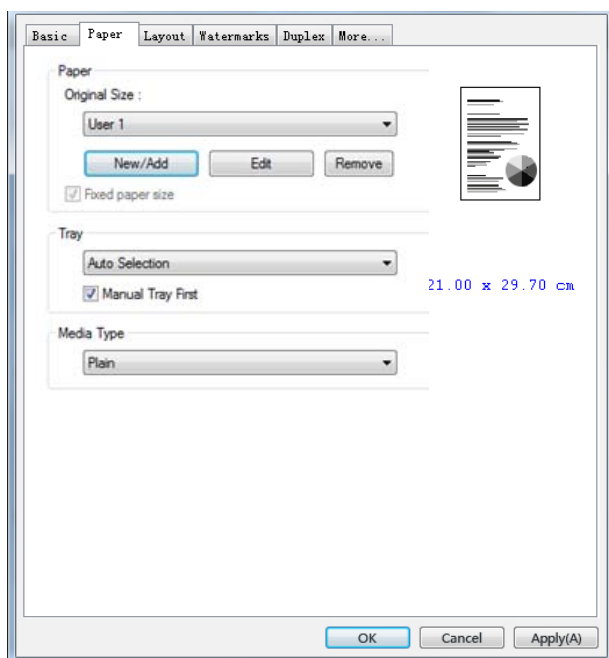 Basic Paper Layout Watermarks Duplex More...
Paper
Original Size :
User 1
New/Add Edit Remove
Fixed paper size
Tray
Auto Selection
Manual Tray First
21.00 x 29.70 cm
Media Type
Plain
OK Cancel Apply(A)